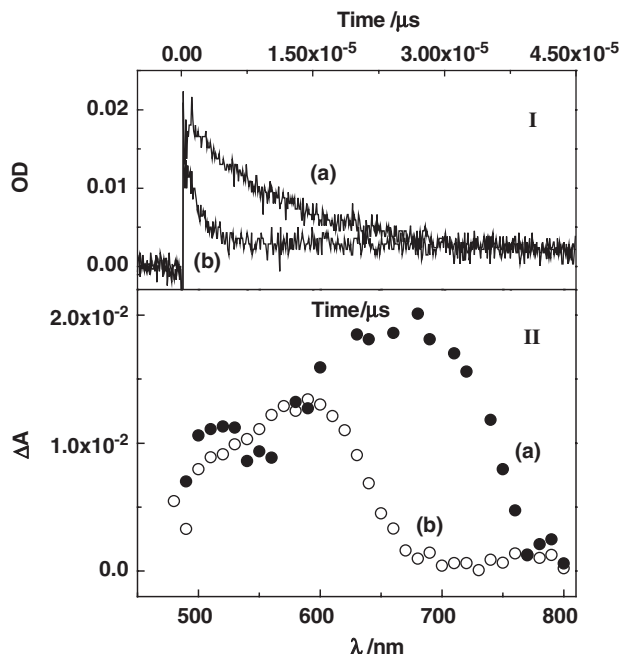 Time /μs
0.00 1.50x10⁻⁵ 3.00x10⁻⁵ 4.50x10⁻⁵
0.02
I
(a)
OD
0.01
0.00
(b)
Time/μs
2.0x10⁻²
II
ΔA
1.0x10⁻²
(a)
(b)
0.0
500 600 700 800
λ /nm